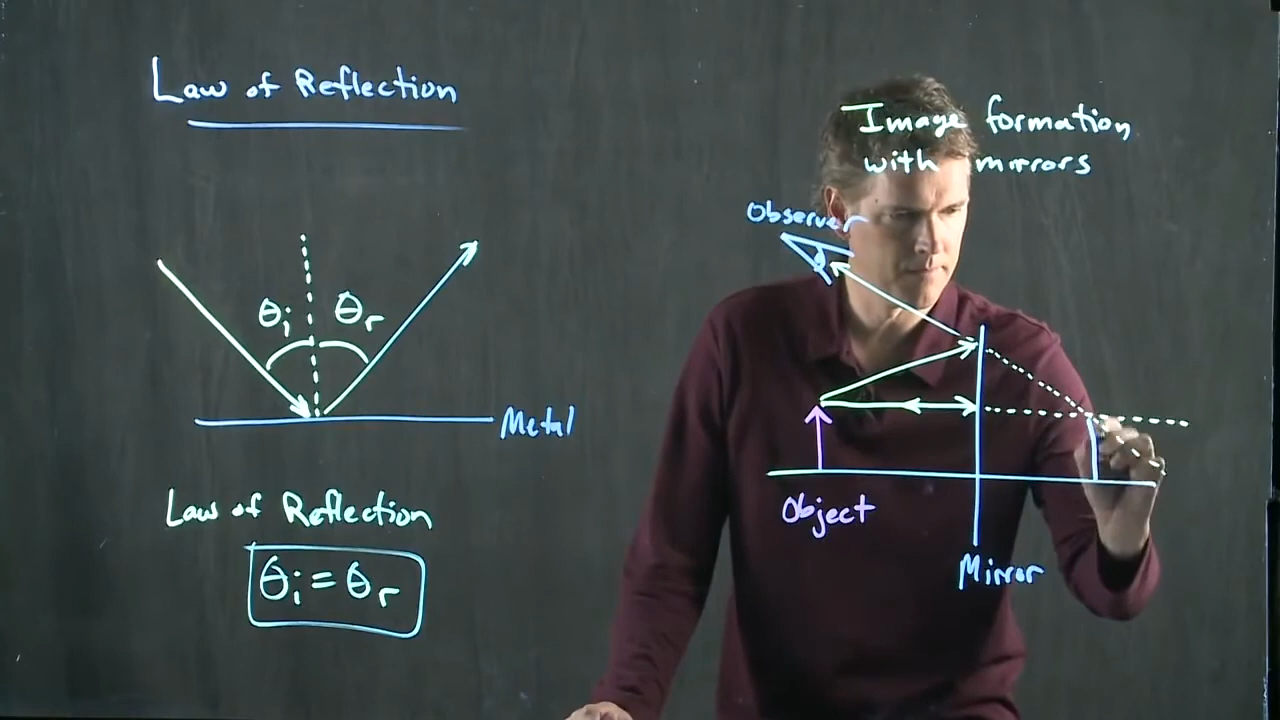 Law of Reflection
θi
θr
Metal
Law of Reflection
θi = θr
Image formation
with mirrors
Observer
Object
Mirror